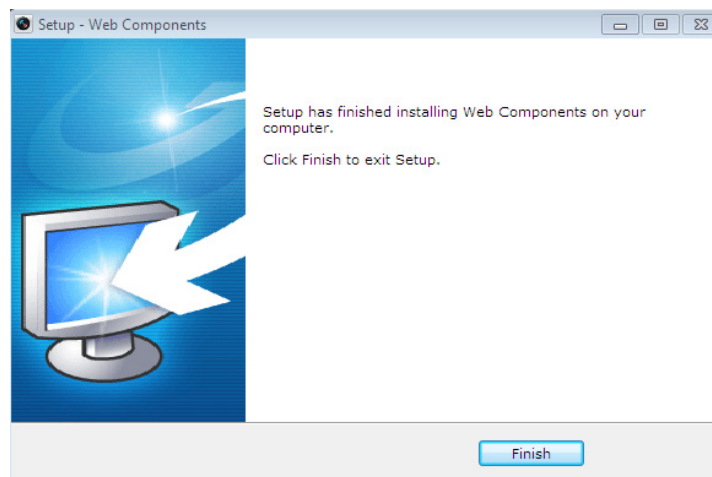 Setup - Web Components
Setup has finished installing Web Components on your
computer.
Click Finish to exit Setup.
Finish